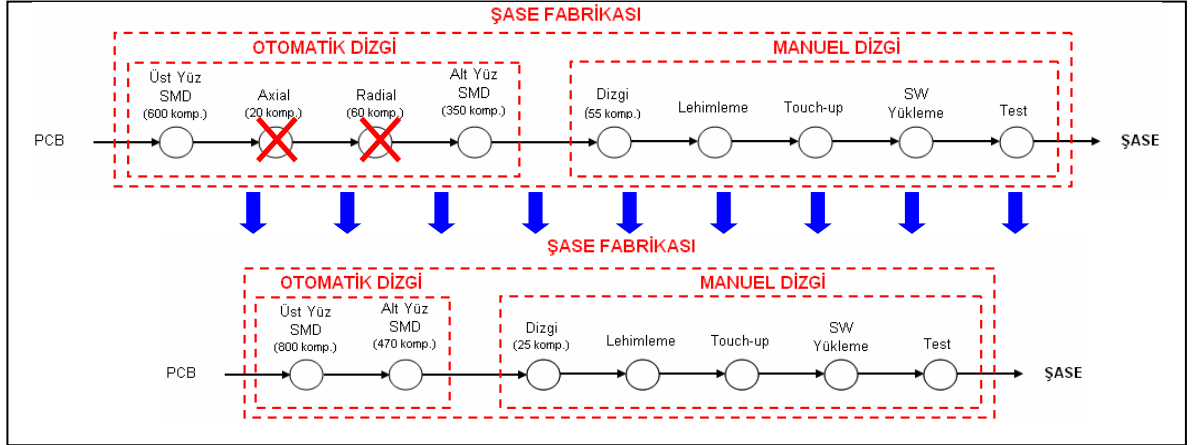 ŞASE FABRİKASI
OTOMATİK DİZGİ
MANUEL DİZGİ
Üst Yüz
SMD
(600 komp.)
Axial
(20 komp.)
Radial
(60 komp.)
Alt Yüz
SMD
(350 komp.)
Dizgi
(55 komp.)
Lehimleme
Touch-up
SW
Yükleme
Test
PCB
ŞASE
ŞASE FABRİKASI
OTOMATİK DİZGİ
MANUEL DİZGİ
Üst Yüz
SMD
(800 komp.)
Alt Yüz
SMD
(470 komp.)
Dizgi
(25 komp.)
Lehimleme
Touch-up
SW
Yükleme
Test
PCB
ŞASE